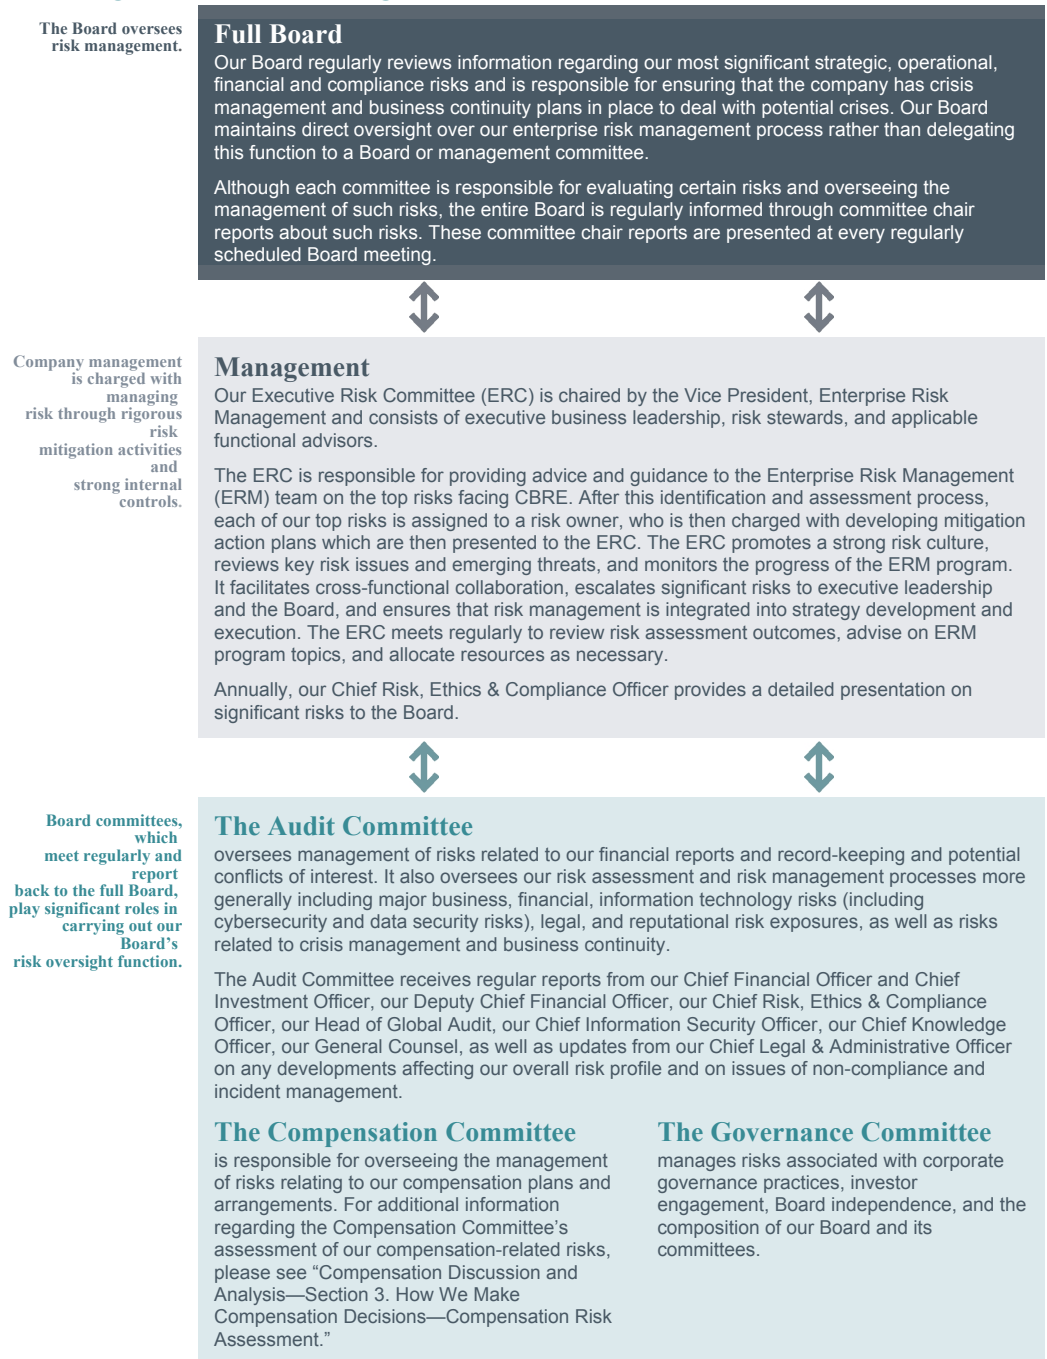 The Board oversees
risk management.
Full Board
Our Board regularly reviews information regarding our most significant strategic, operational,
financial and compliance risks and is responsible for ensuring that the company has crisis
management and business continuity plans in place to deal with potential crises. Our Board
maintains direct oversight over our enterprise risk management process rather than delegating
this function to a Board or management committee.
Although each committee is responsible for evaluating certain risks and overseeing the
management of such risks, the entire Board is regularly informed through committee chair
reports about such risks. These committee chair reports are presented at every regularly
scheduled Board meeting.
Company management
is charged with
managing
risk through rigorous
risk
mitigation activities
and
strong internal
controls.
Management
Our Executive Risk Committee (ERC) is chaired by the Vice President, Enterprise Risk
Management and consists of executive business leadership, risk stewards, and applicable
functional advisors.
The ERC is responsible for providing advice and guidance to the Enterprise Risk Management
(ERM) team on the top risks facing CBRE. After this identification and assessment process,
each of our top risks is assigned to a risk owner, who is then charged with developing mitigation
action plans which are then presented to the ERC. The ERC promotes a strong risk culture,
reviews key risk issues and emerging threats, and monitors the progress of the ERM program.
It facilitates cross-functional collaboration, escalates significant risks to executive leadership
and the Board, and ensures that risk management is integrated into strategy development and
execution. The ERC meets regularly to review risk assessment outcomes, advise on ERM
program topics, and allocate resources as necessary.
Annually, our Chief Risk, Ethics & Compliance Officer provides a detailed presentation on
significant risks to the Board.
Board committees,
which
meet regularly and
report
back to the full Board,
play significant roles in
carrying out our
Board's
risk oversight function.
The Audit Committee
oversees management of risks related to our financial reports and record-keeping and potential
conflicts of interest. It also oversees our risk assessment and risk management processes more
generally including major business, financial, information technology risks (including
cybersecurity and data security risks), legal, and reputational risk exposures, as well as risks
related to crisis management and business continuity.
The Audit Committee receives regular reports from our Chief Financial Officer and Chief
Investment Officer, our Deputy Chief Financial Officer, our Chief Risk, Ethics & Compliance
Officer, our Head of Global Audit, our Chief Information Security Officer, our Chief Knowledge
Officer, our General Counsel, as well as updates from our Chief Legal & Administrative Officer
on any developments affecting our overall risk profile and on issues of non-compliance and
incident management.
The Compensation Committee
is responsible for overseeing the management
of risks relating to our compensation plans and
arrangements. For additional information
regarding the Compensation Committee's
assessment of our compensation-related risks,
please see “Compensation Discussion and
Analysis—Section 3. How We Make
Compensation Decisions—Compensation Risk
Assessment.”
The Governance Committee
manages risks associated with corporate
governance practices, investor
engagement, Board independence, and the
composition of our Board and its
committees.